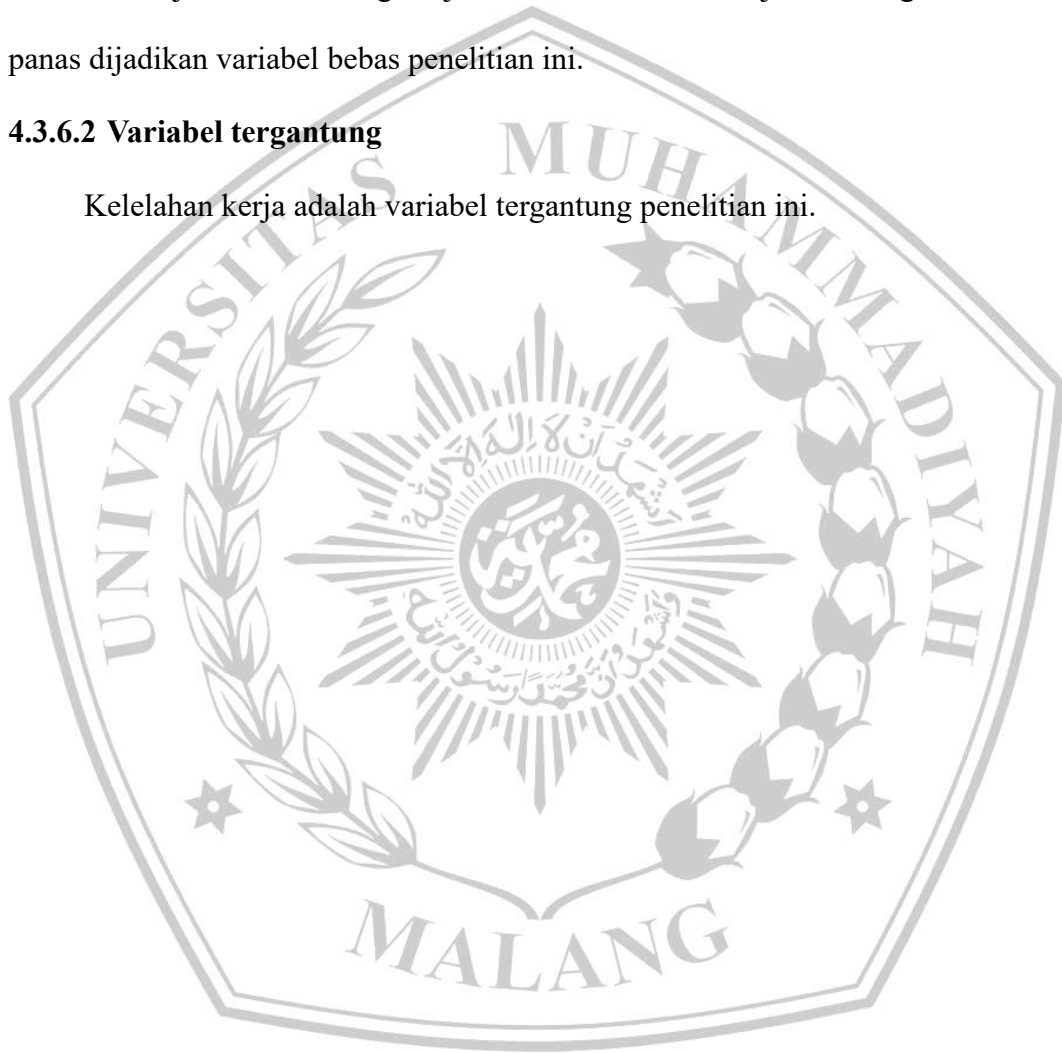 panas dijadikan variabel bebas penelitian ini.
4.3.6.2 Variabel tergantung
Kelelahan kerja adalah variabel tergantung penelitian ini.
UNIVERSITAS MUHAMMADIYAH
MALANG